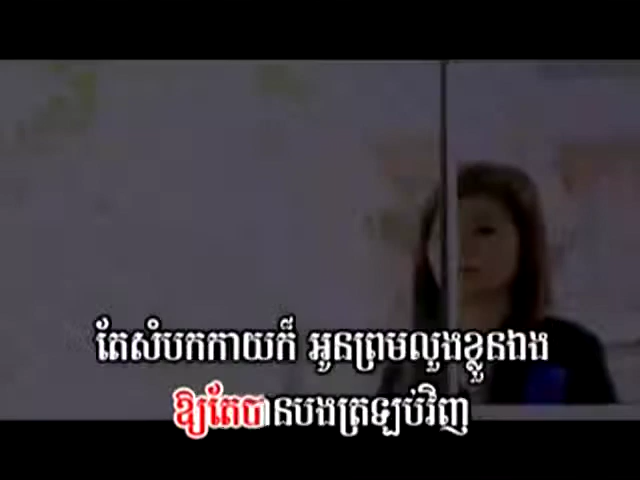 តែសំបកកាយក៏ អូនព្រមលួងខ្លួនឯង
ឱ្យតែបានបងត្រឡប់វិញ